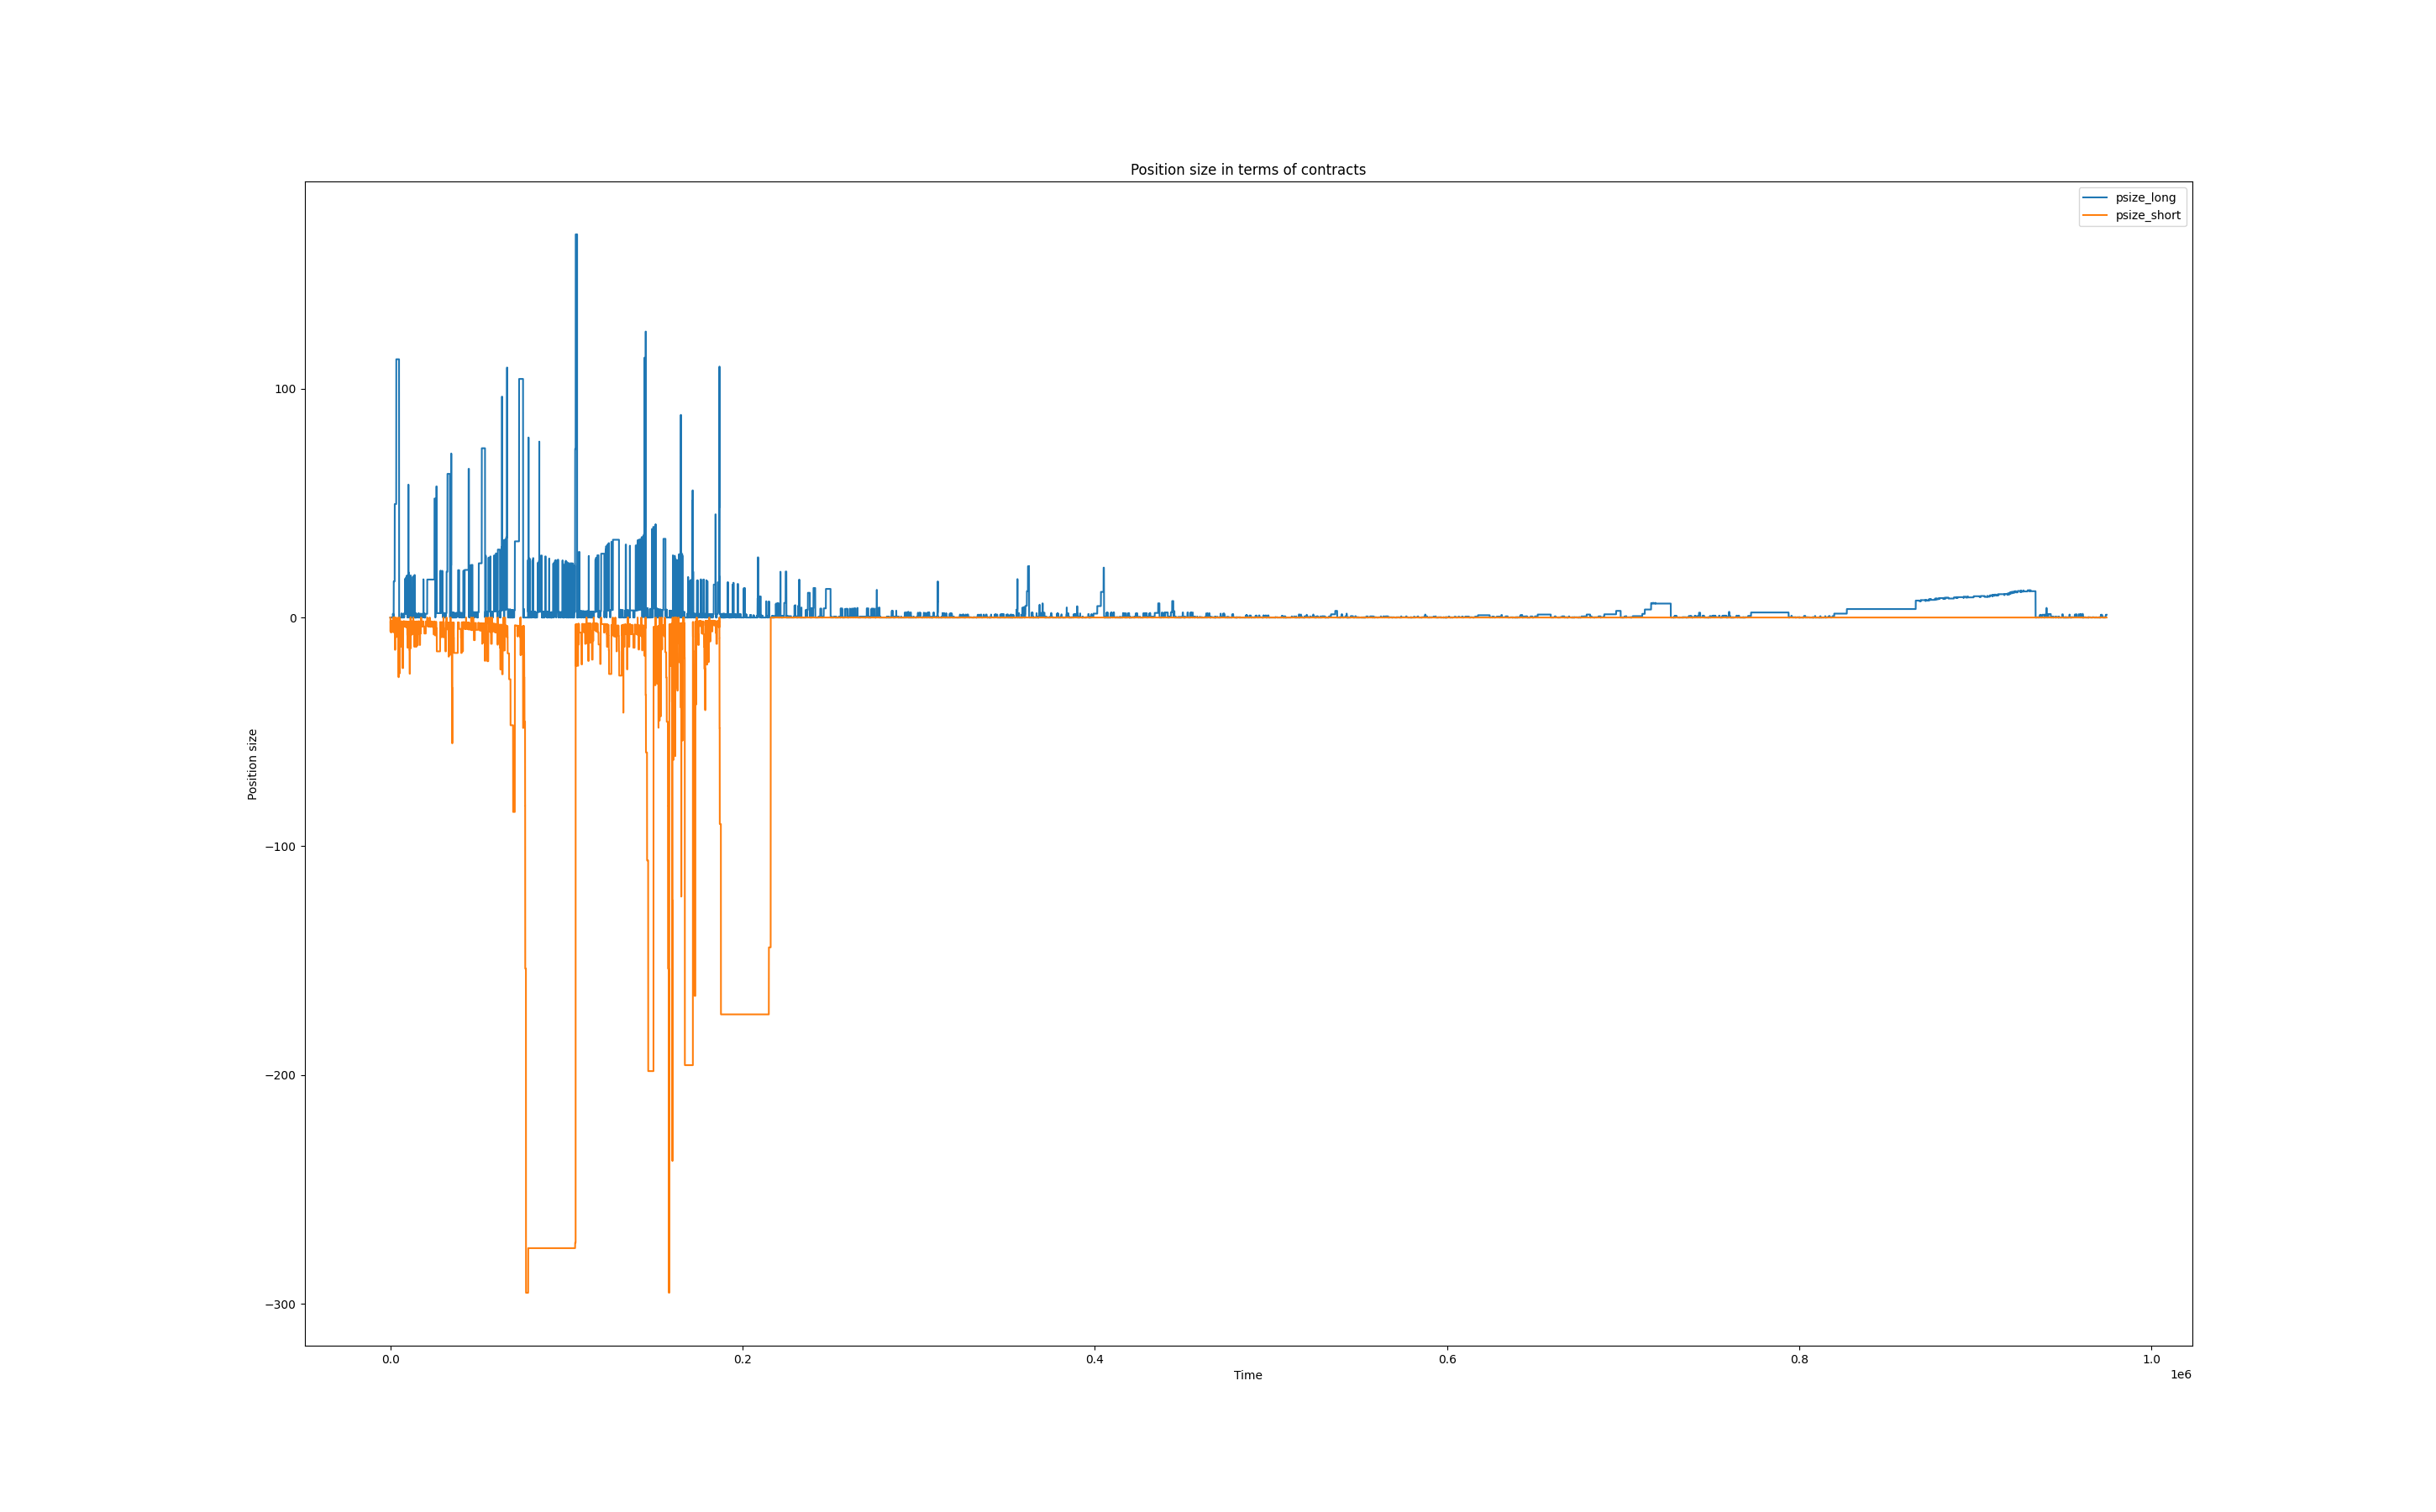 Position size in terms of contracts
psize_long
psize_short
Position size
100
0
−100
−200
−300
0.0
0.2
0.4
0.6
0.8
1.0
1e6
Time